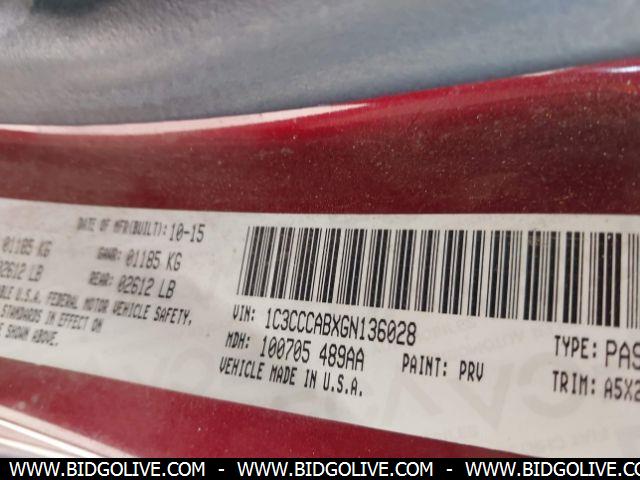 DATE OF MFR(BUILT): 10-15
01185 KG GAWR: 01185 KG
02612 LB REAR: 02612 LB
U.S.A. FEDERAL MOTOR VEHICLE SAFETY,
STANDARDS IN EFFECT ON
SHOWN ABOVE.
VIN: 1C3CCCABXGN136028
MDH: 100705 489AA
PAINT: PRV
VEHICLE MADE IN U.S.A.
TYPE: PAS
TRIM: A5X2
WWW.BIDGOLIVE.COM - WWW.BIDGOLIVE.COM - WWW.BIDGOLIVE.COM